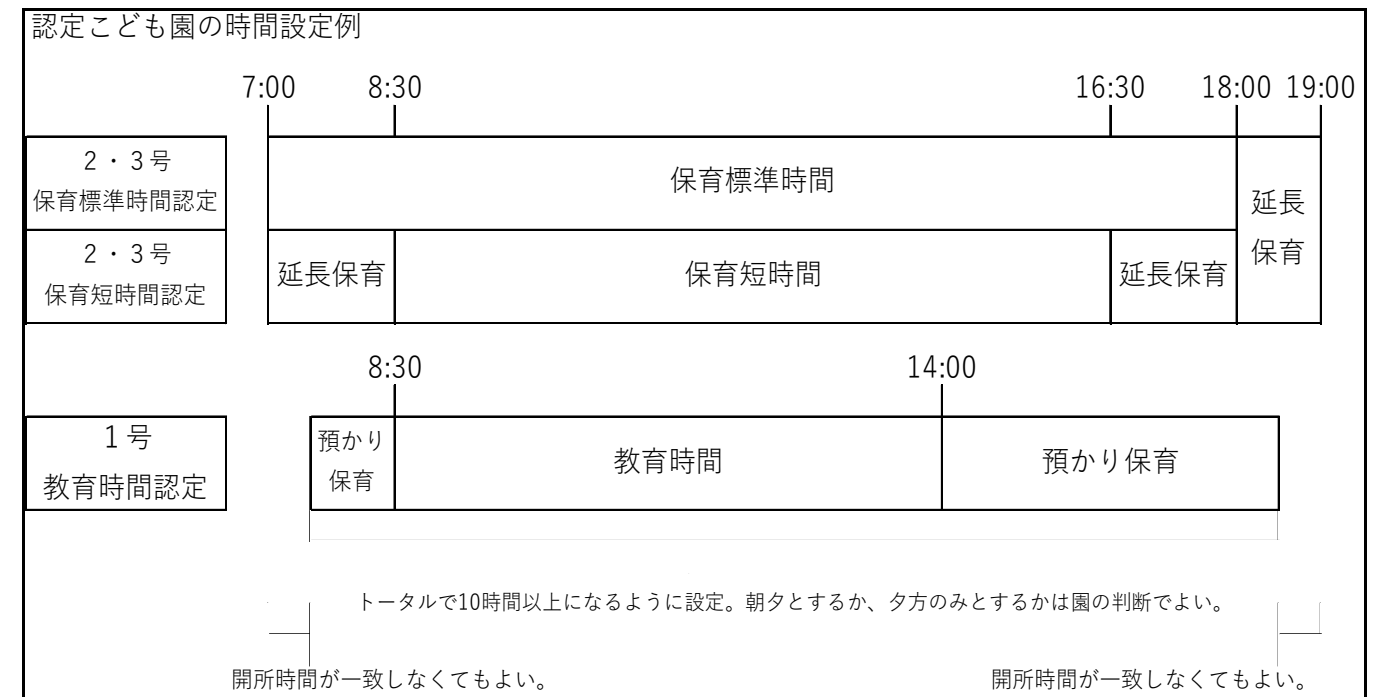 認定こども園の時間設定例
7:00 8:30 16:30 18:00 19:00
２・３号
保育標準時間認定
保育標準時間
延長
保育
２・３号
保育短時間認定
延長保育 保育短時間 延長保育
8:30 14:00
１号
教育時間認定
預かり
保育
教育時間
預かり保育
トータルで10時間以上になるように設定。朝夕とするか、夕方のみとするかは園の判断でよい。
開所時間が一致しなくてもよい。 開所時間が一致しなくてもよい。